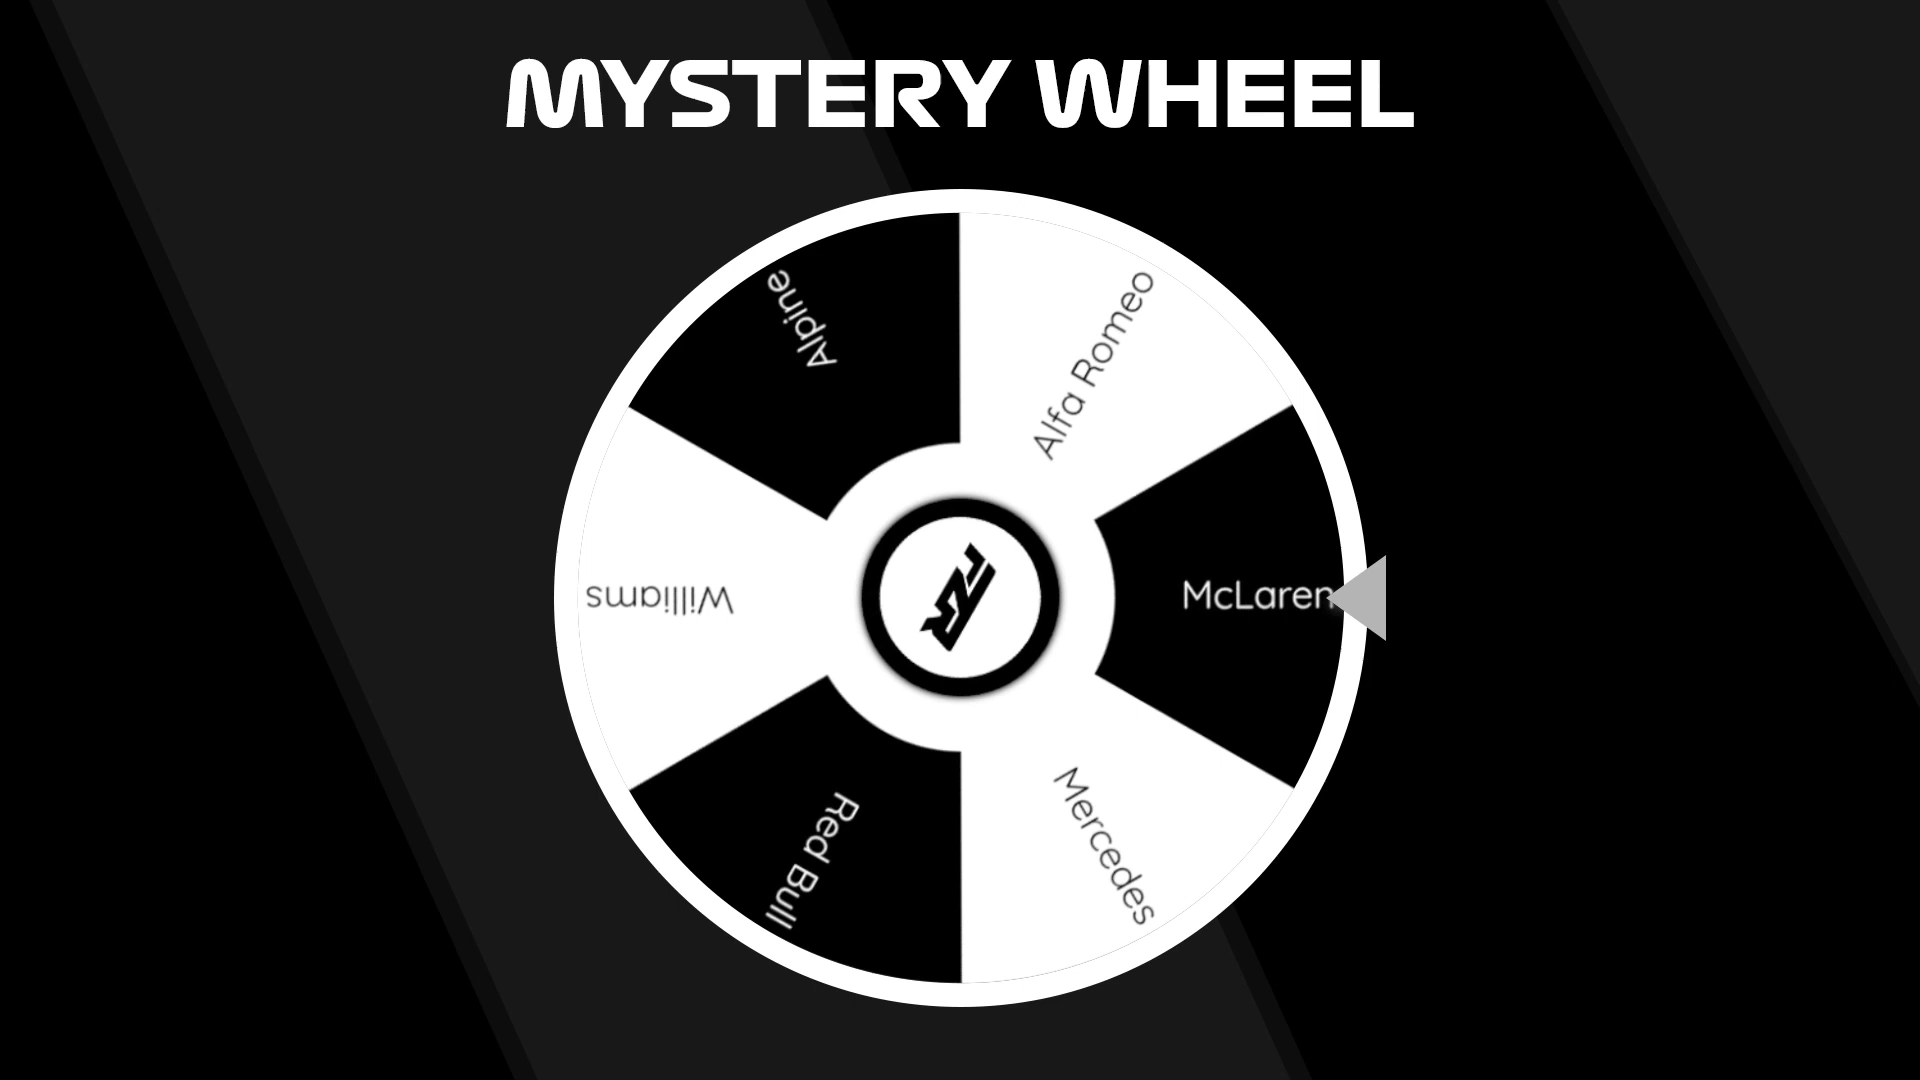 MYSTERY WHEEL
Alpine
Alfa Romeo
Williams
McLaren
Red Bull
Mercedes